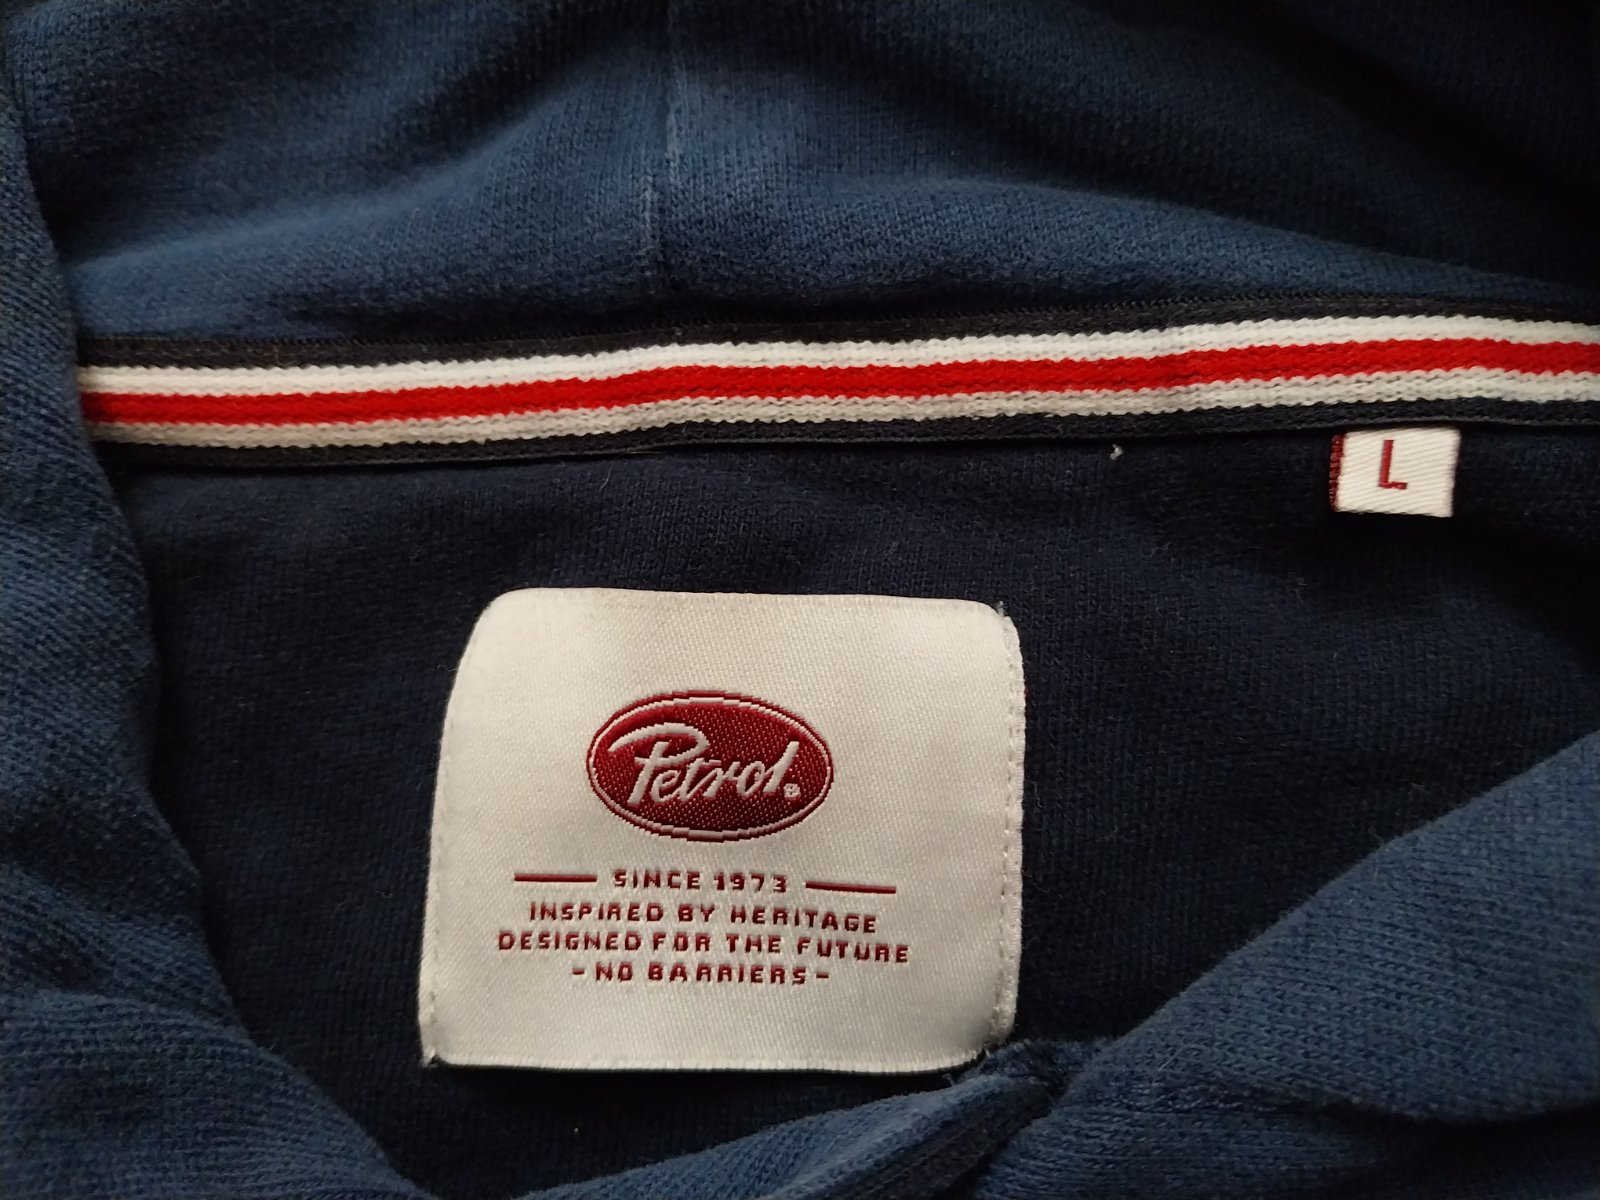 L
Petrol®
SINCE 1973
INSPIRED BY HERITAGE
DESIGNED FOR THE FUTURE
- NO BARRIERS -